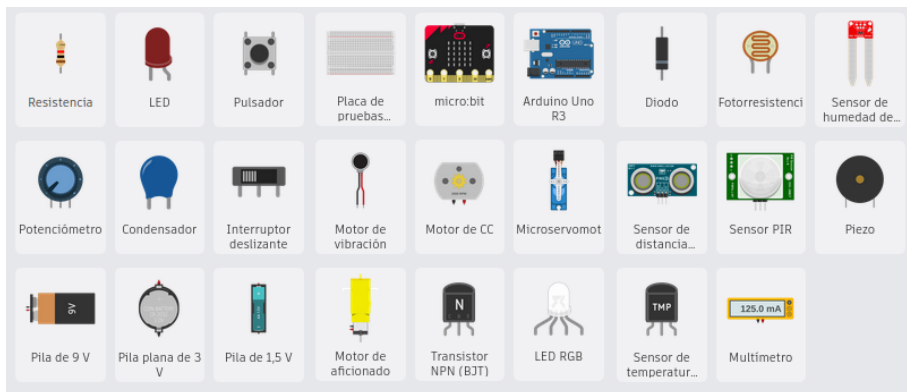 Resistencia
LED
Pulsador
Placa de
pruebas...
micro:bit
Arduino Uno
R3
Diodo
Fotorresistenci
Sensor de
humedad de...
Potenciómetro
Condensador
Interruptor
deslizante
Motor de
vibración
Motor de CC
Microservomot
Sensor de
distancia...
Sensor PIR
Piezo
9V
Pila de 9 V
Pila plana de 3
V
Pila de 1,5 V
Motor de
aficionado
N
Transistor
NPN (BJT)
LED RGB
TMP
Sensor de
temperatur...
125.0 mA
Multímetro